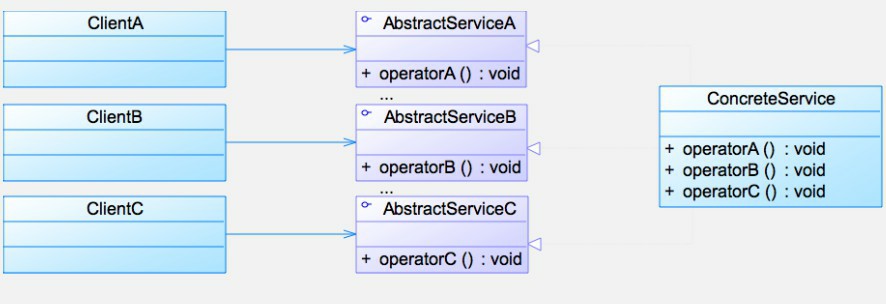 ClientA
AbstractServiceA
+ operatorA () : void
...
ClientB
AbstractServiceB
+ operatorB () : void
...
ClientC
AbstractServiceC
+ operatorC () : void
ConcreteService
+ operatorA () : void
+ operatorB () : void
+ operatorC () : void